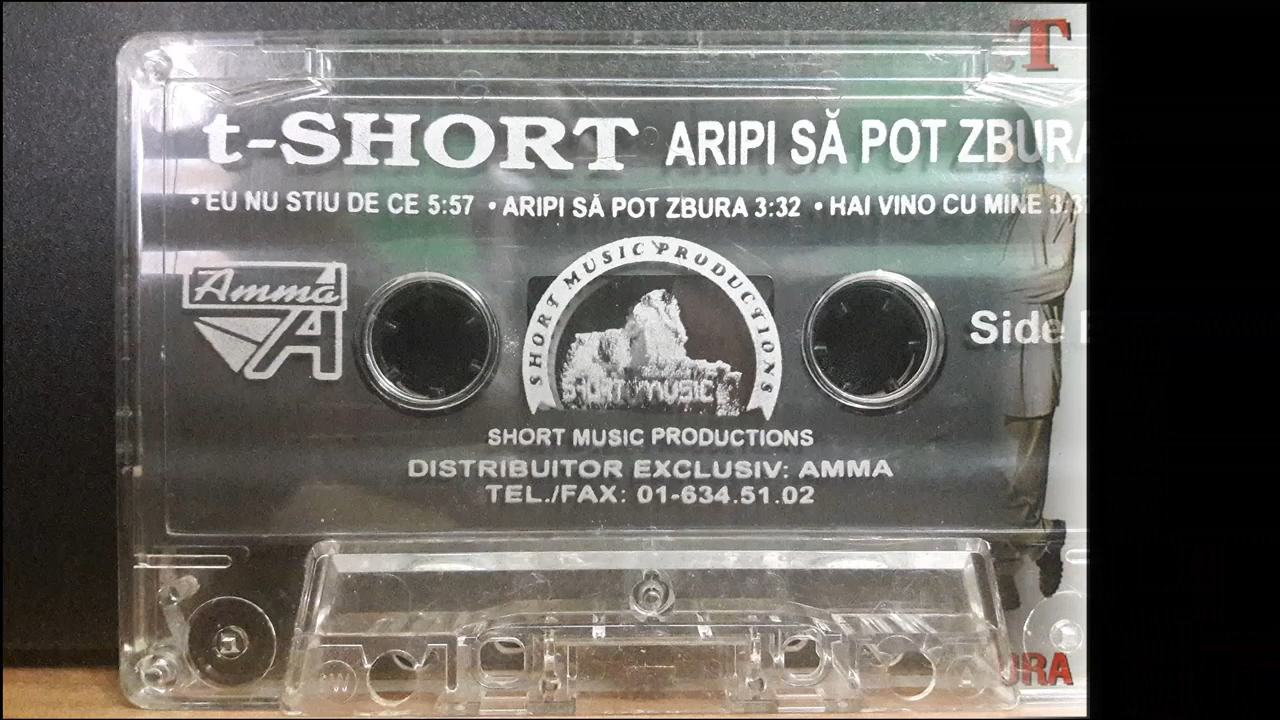 T
t-SHORT ARIPI SĂ POT ZBURA
• EU NU STIU DE CE 5:57 • ARIPI SĂ POT ZBURA 3:32 • HAI VINO CU MINE
Amma
A
SHORT MUSIC PRODUCTIONS
SHORT MUSIC
Side
SHORT MUSIC PRODUCTIONS
DISTRIBUITOR EXCLUSIV: AMMA
TEL./FAX: 01-634.51.02
URA